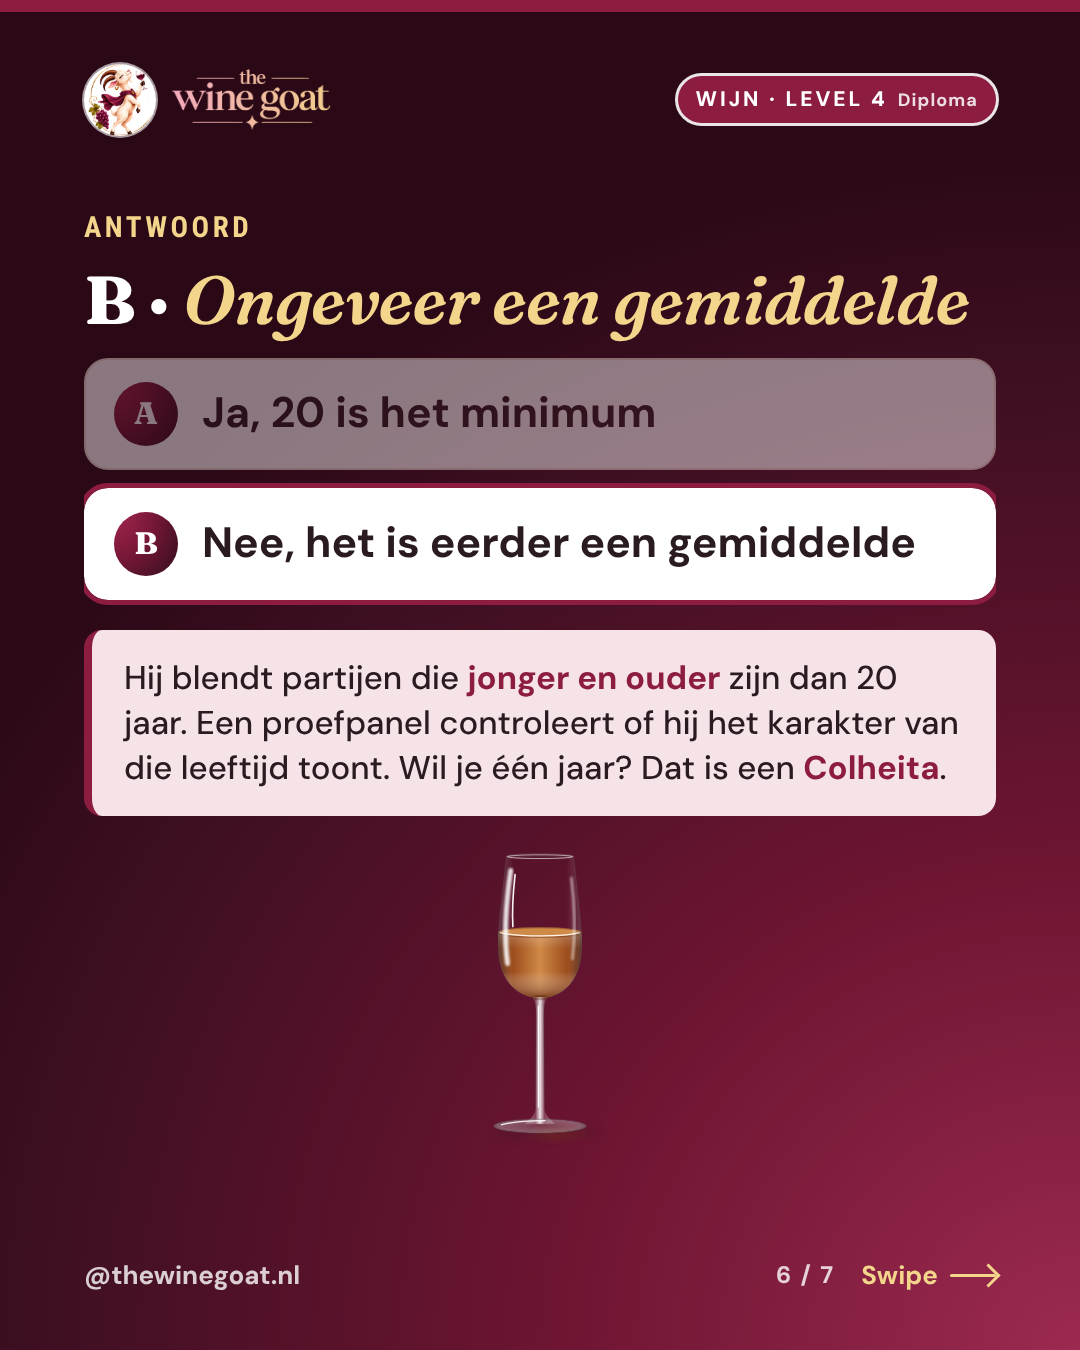 the
wine goat
WIJN · LEVEL 4 Diploma
ANTWOORD
B · Ongeveer een gemiddelde
A Ja, 20 is het minimum
B Nee, het is eerder een gemiddelde
Hij blendt partijen die jonger en ouder zijn dan 20
jaar. Een proefpanel controleert of hij het karakter van
die leeftijd toont. Wil je één jaar? Dat is een Colheita.
@thewinegoat.nl
6 / 7 Swipe